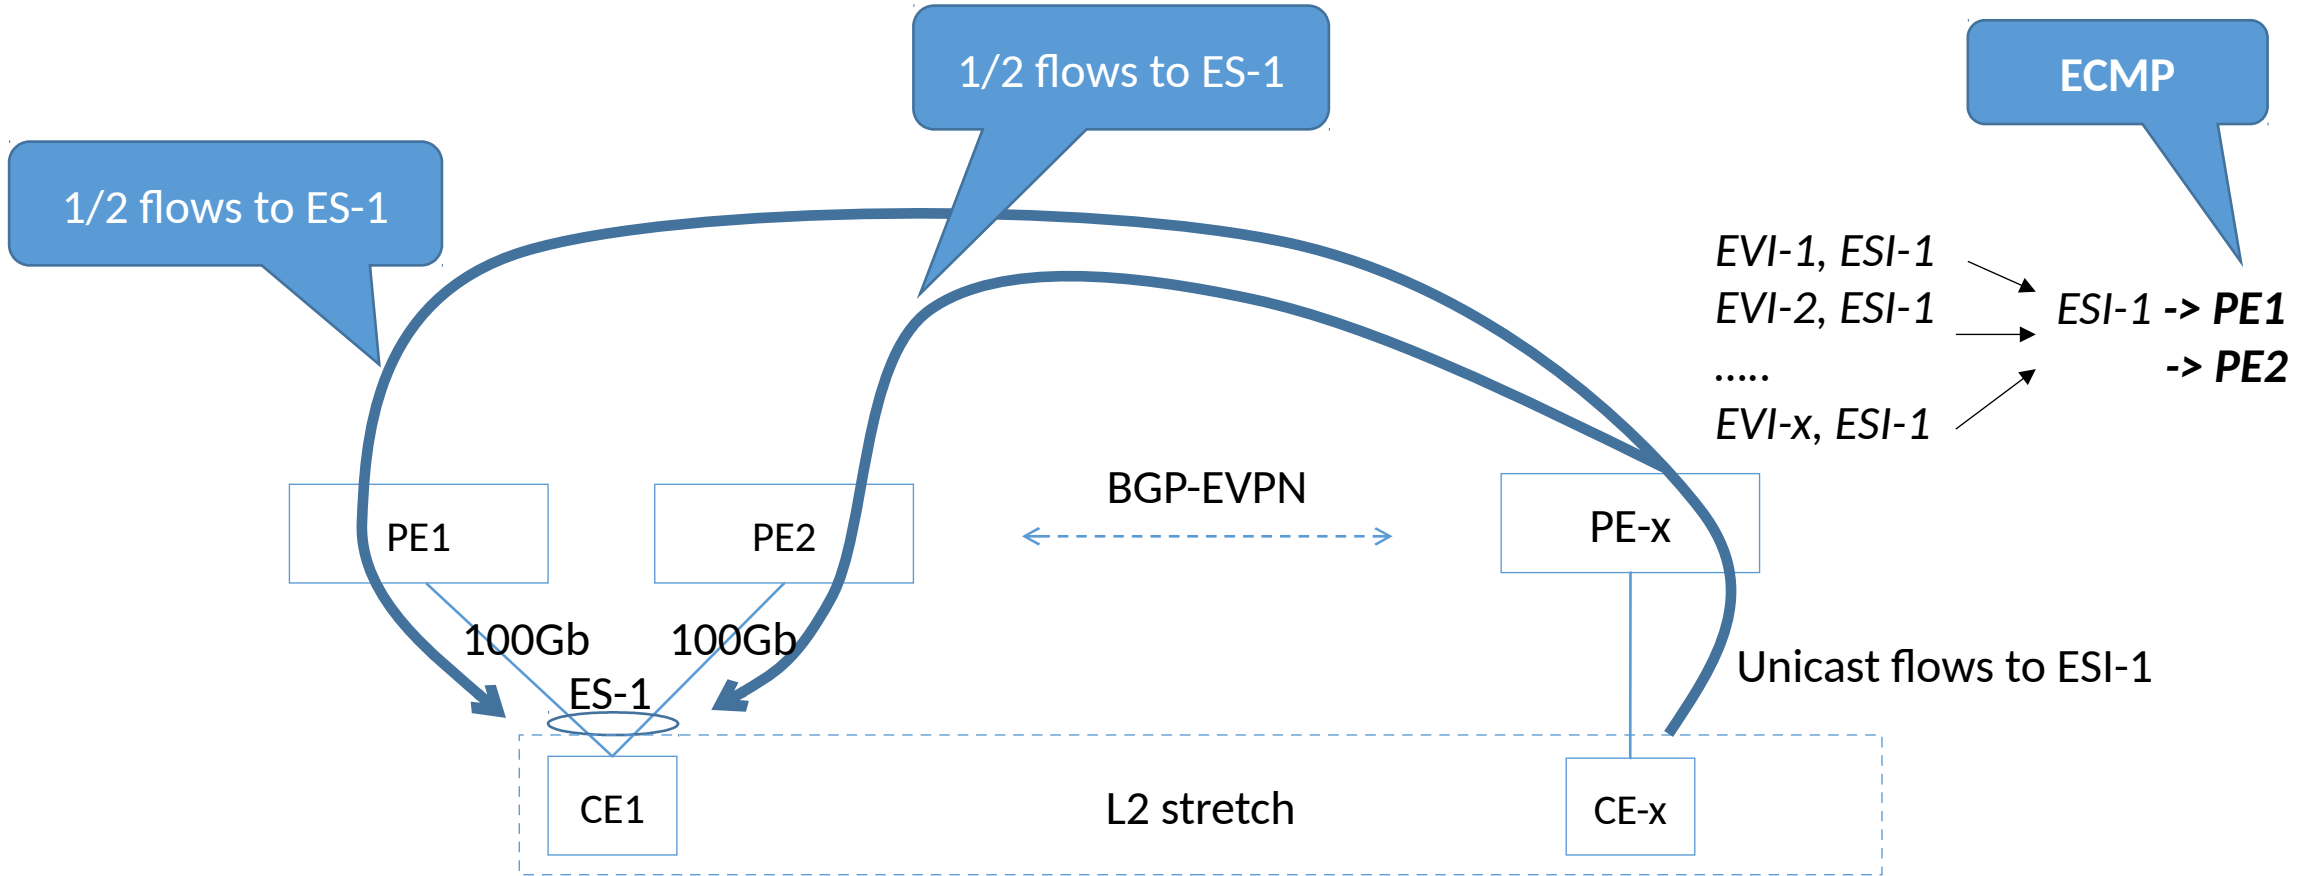 1/2 flows to ES-1
ECMP
1/2 flows to ES-1
EVI-1, ESI-1
EVI-2, ESI-1
.....
EVI-x, ESI-1
ESI-1 -> PE1
-> PE2
BGP-EVPN
PE1
PE2
PE-x
100Gb
100Gb
ES-1
Unicast flows to ESI-1
CE1
L2 stretch
CE-x